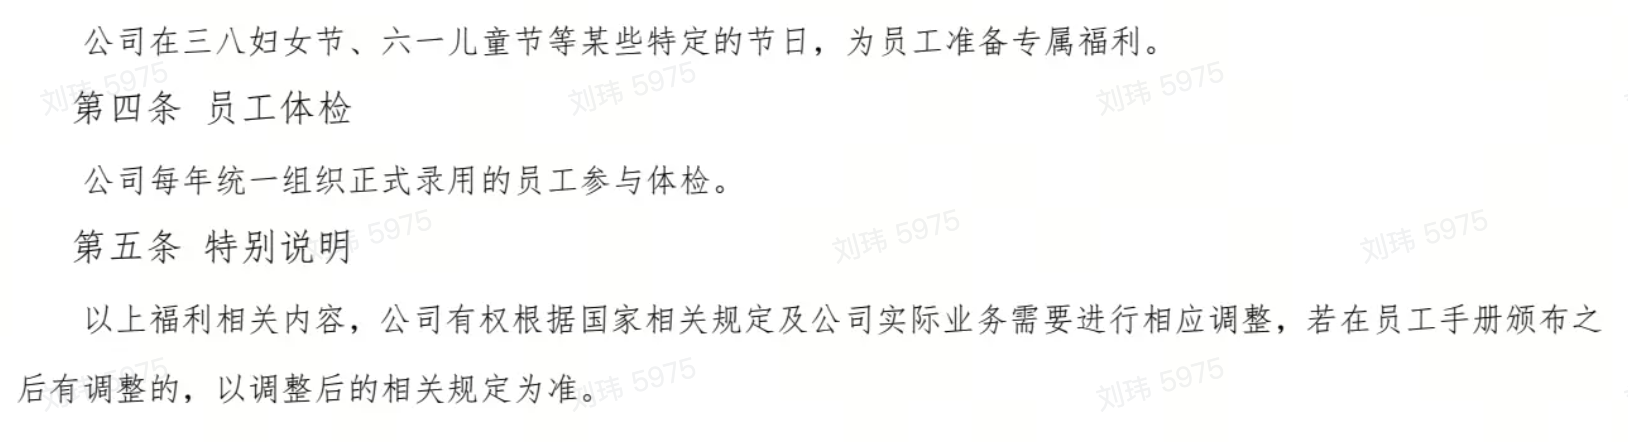 公司在三八妇女节、六一儿童节等某些特定的节日，为员工准备专属福利。
刘玮 5975 刘玮 5975 刘玮 5975
第四条 员工体检
公司每年统一组织正式录用的员工参与体检。
刘玮 5975 刘玮 5975 刘玮 5975
第五条 特别说明
以上福利相关内容，公司有权根据国家相关规定及公司实际业务需要进行相应调整，若在员工手册颁布之
后有调整的，以调整后的相关规定为准。
刘玮 5975 刘玮 5975 刘玮 5975